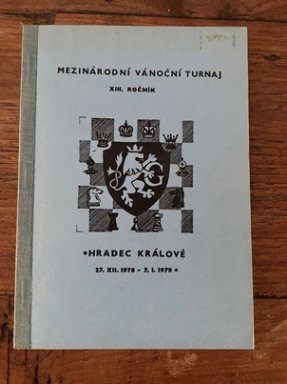 MEZINÁRODNÍ VÁNOČNÍ TURNAJ
XIII. ROČNÍK
G
*HRADEC KRÁLOVÉ
27. XII. 1978 - 7. I. 1979 *